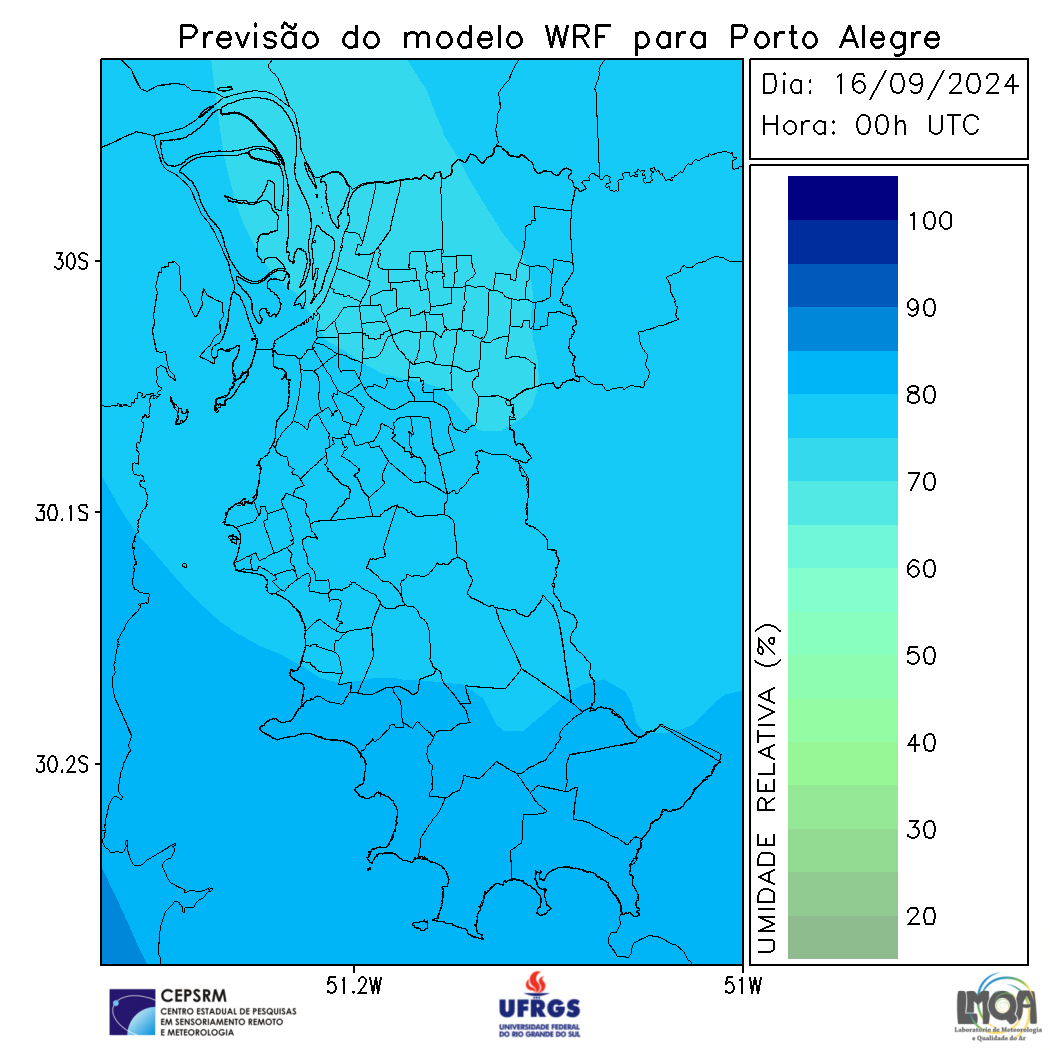 Previsão do modelo WRF para Porto Alegre
Dia: 16/09/2024
Hora: 00h UTC
100
90
80
70
60
50
40
30
20
UMIDADE RELATIVA (%)
30S
30.1S
30.2S
51.2W
51W
CEPSRM
CENTRO ESTADUAL DE PESQUISAS
EM SENSORIAMENTO REMOTO
E METEOROLOGIA
UFRGS
UNIVERSIDADE FEDERAL
DO RIO GRANDE DO SUL
LMQA
Laboratório de Meteorologia
e Qualidade do Ar